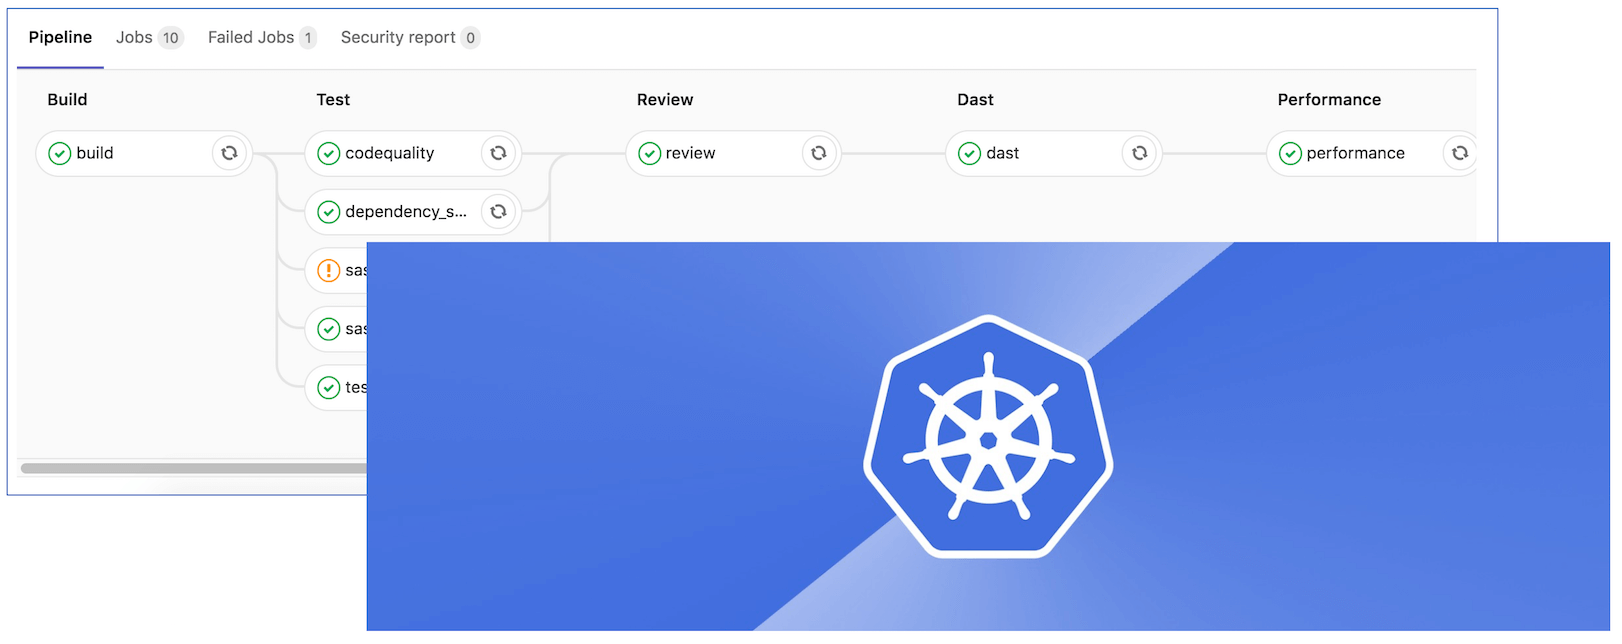 Pipeline Jobs 10 Failed Jobs 1 Security report 0
Build Test Review Dast Performance
build codequality review dast performance
dependency_s...
sas
sas
tes